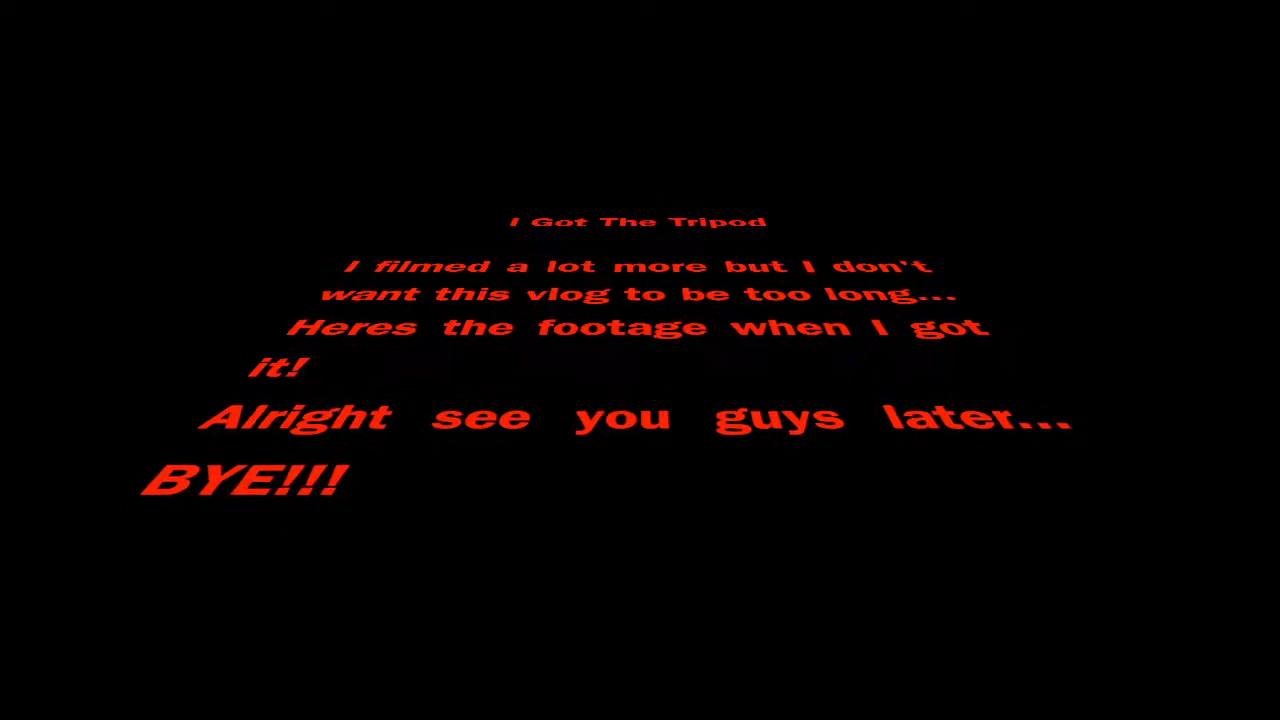 I Got The Tripod
I filmed a lot more but I don't
want this vlog to be too long...
Heres the footage when I got
it!
Alright see you guys later...
BYE!!!